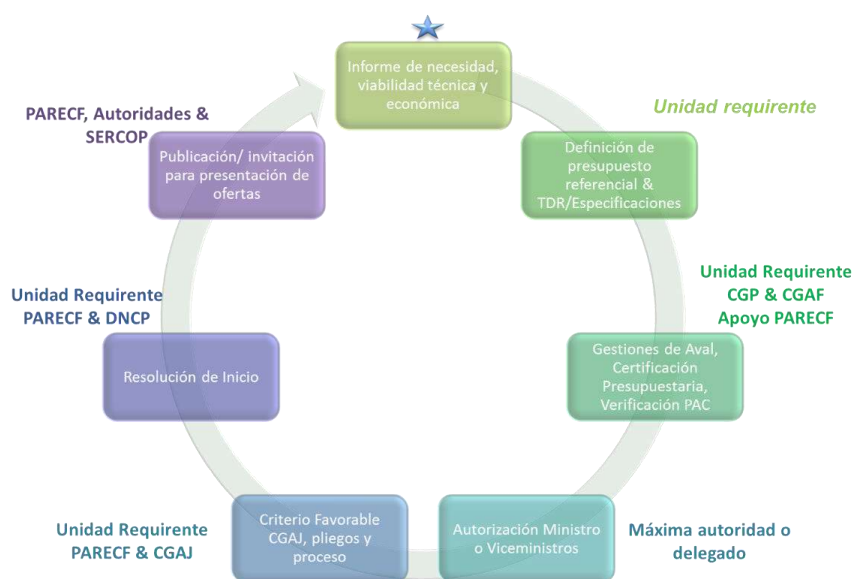 Informe de necesidad,
viabilidad técnica y
económica
Unidad requirente
Definición de
presupuesto
referencial &
TDR/Especificaciones
Unidad Requirente
CGP & CGAF
Apoyo PARECF
Gestiones de Aval,
Certificación
Presupuestaria,
Verificación PAC
Autorización Ministro
o Viceministros
Máxima autoridad o
delegado
Criterio Favorable
CGAJ, pliegos y
proceso
Unidad Requirente
PARECF & CGAJ
Resolución de Inicio
Unidad Requirente
PARECF & DNCP
Publicación/ invitación
para presentación de
ofertas
PARECF, Autoridades &
SERCOP